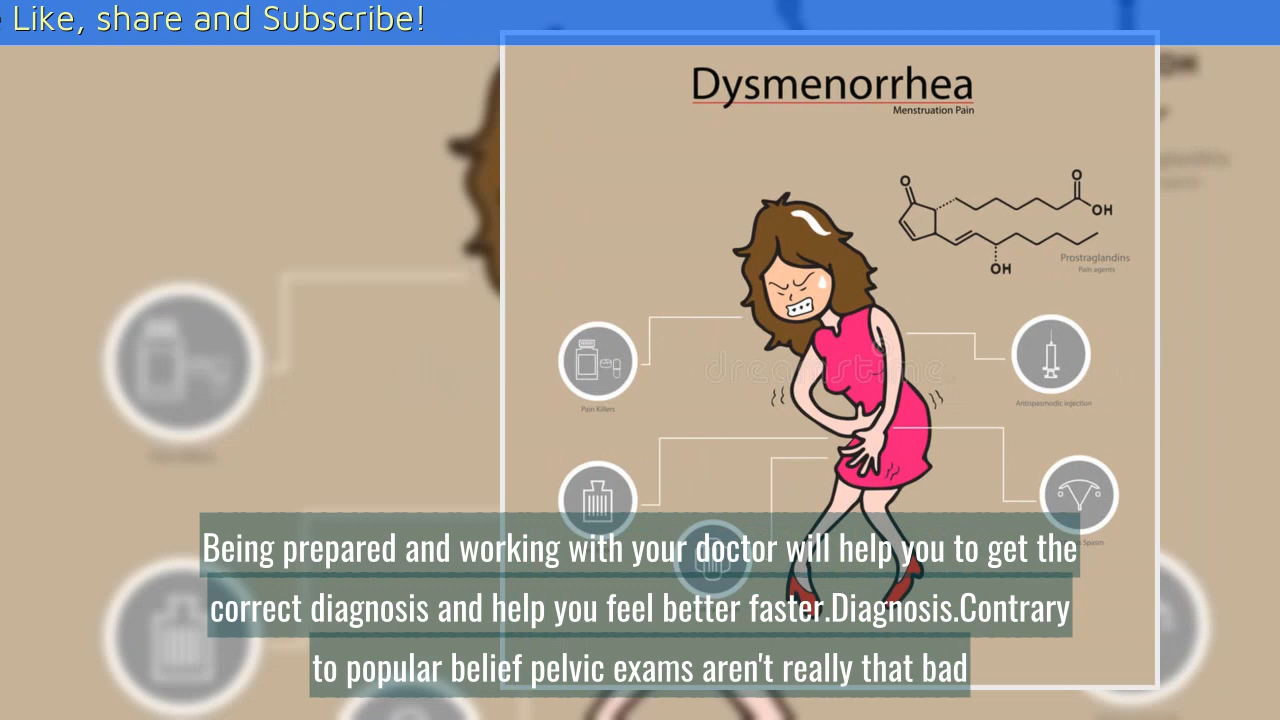 Like, share and Subscribe!
Dysmenorrhea
Menstruation Pain
O
O
OH
OH
Prostraglandins
Pain agents
Pain Killers
dreamstime
Antispasmodic injection
Spasm
Being prepared and working with your doctor will help you to get the
correct diagnosis and help you feel better faster.Diagnosis.Contrary
to popular belief pelvic exams aren't really that bad